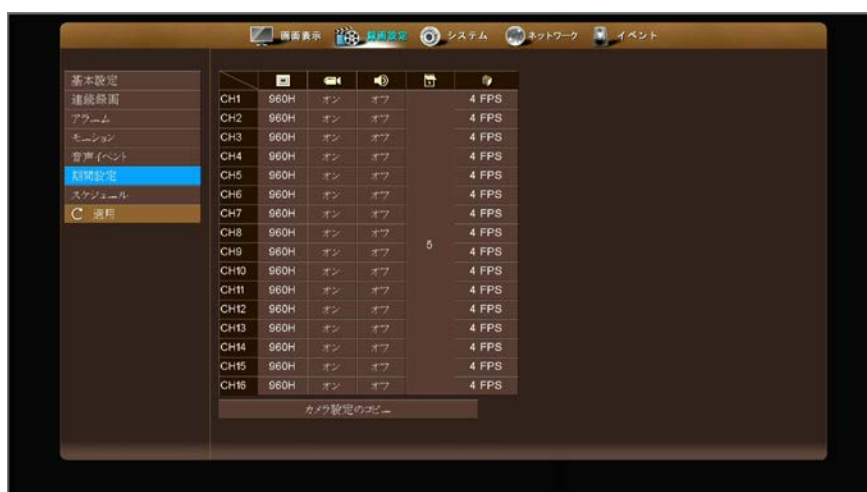 画面表示 録画設定 システム ネットワーク イベント
基本設定
連続録画
アラーム
モーション
音声イベント
期間設定
スケジュール
適用
CH1 960H オン オフ 4 FPS
CH2 960H オン オフ 4 FPS
CH3 960H オン オフ 4 FPS
CH4 960H オン オフ 4 FPS
CH5 960H オン オフ 4 FPS
CH6 960H オン オフ 4 FPS
CH7 960H オン オフ 4 FPS
CH8 960H オン オフ 4 FPS
5
CH9 960H オン オフ 4 FPS
CH10 960H オン オフ 4 FPS
CH11 960H オン オフ 4 FPS
CH12 960H オン オフ 4 FPS
CH13 960H オン オフ 4 FPS
CH14 960H オン オフ 4 FPS
CH15 960H オン オフ 4 FPS
CH16 960H オン オフ 4 FPS
カメラ設定のコピー